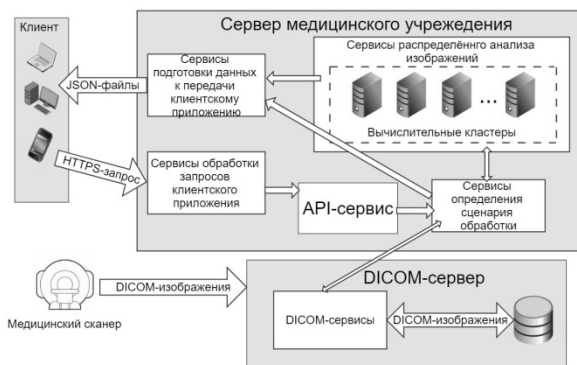 Клиент
Сервер медицинского учрежедения
Сервисы
подготовки данных
к передачи
клиентскому
приложению
Сервисы распределённого анализа
изображений
...
Вычислительные кластеры
JSON-файлы
HTTPS-запрос
Сервисы обработки
запросов
клиентского
приложения
API-сервис
Сервисы
определения
сценария
обработки
DICOM-сервер
DICOM-изображения
Медицинский сканер
DICOM-сервисы
DICOM-изображения